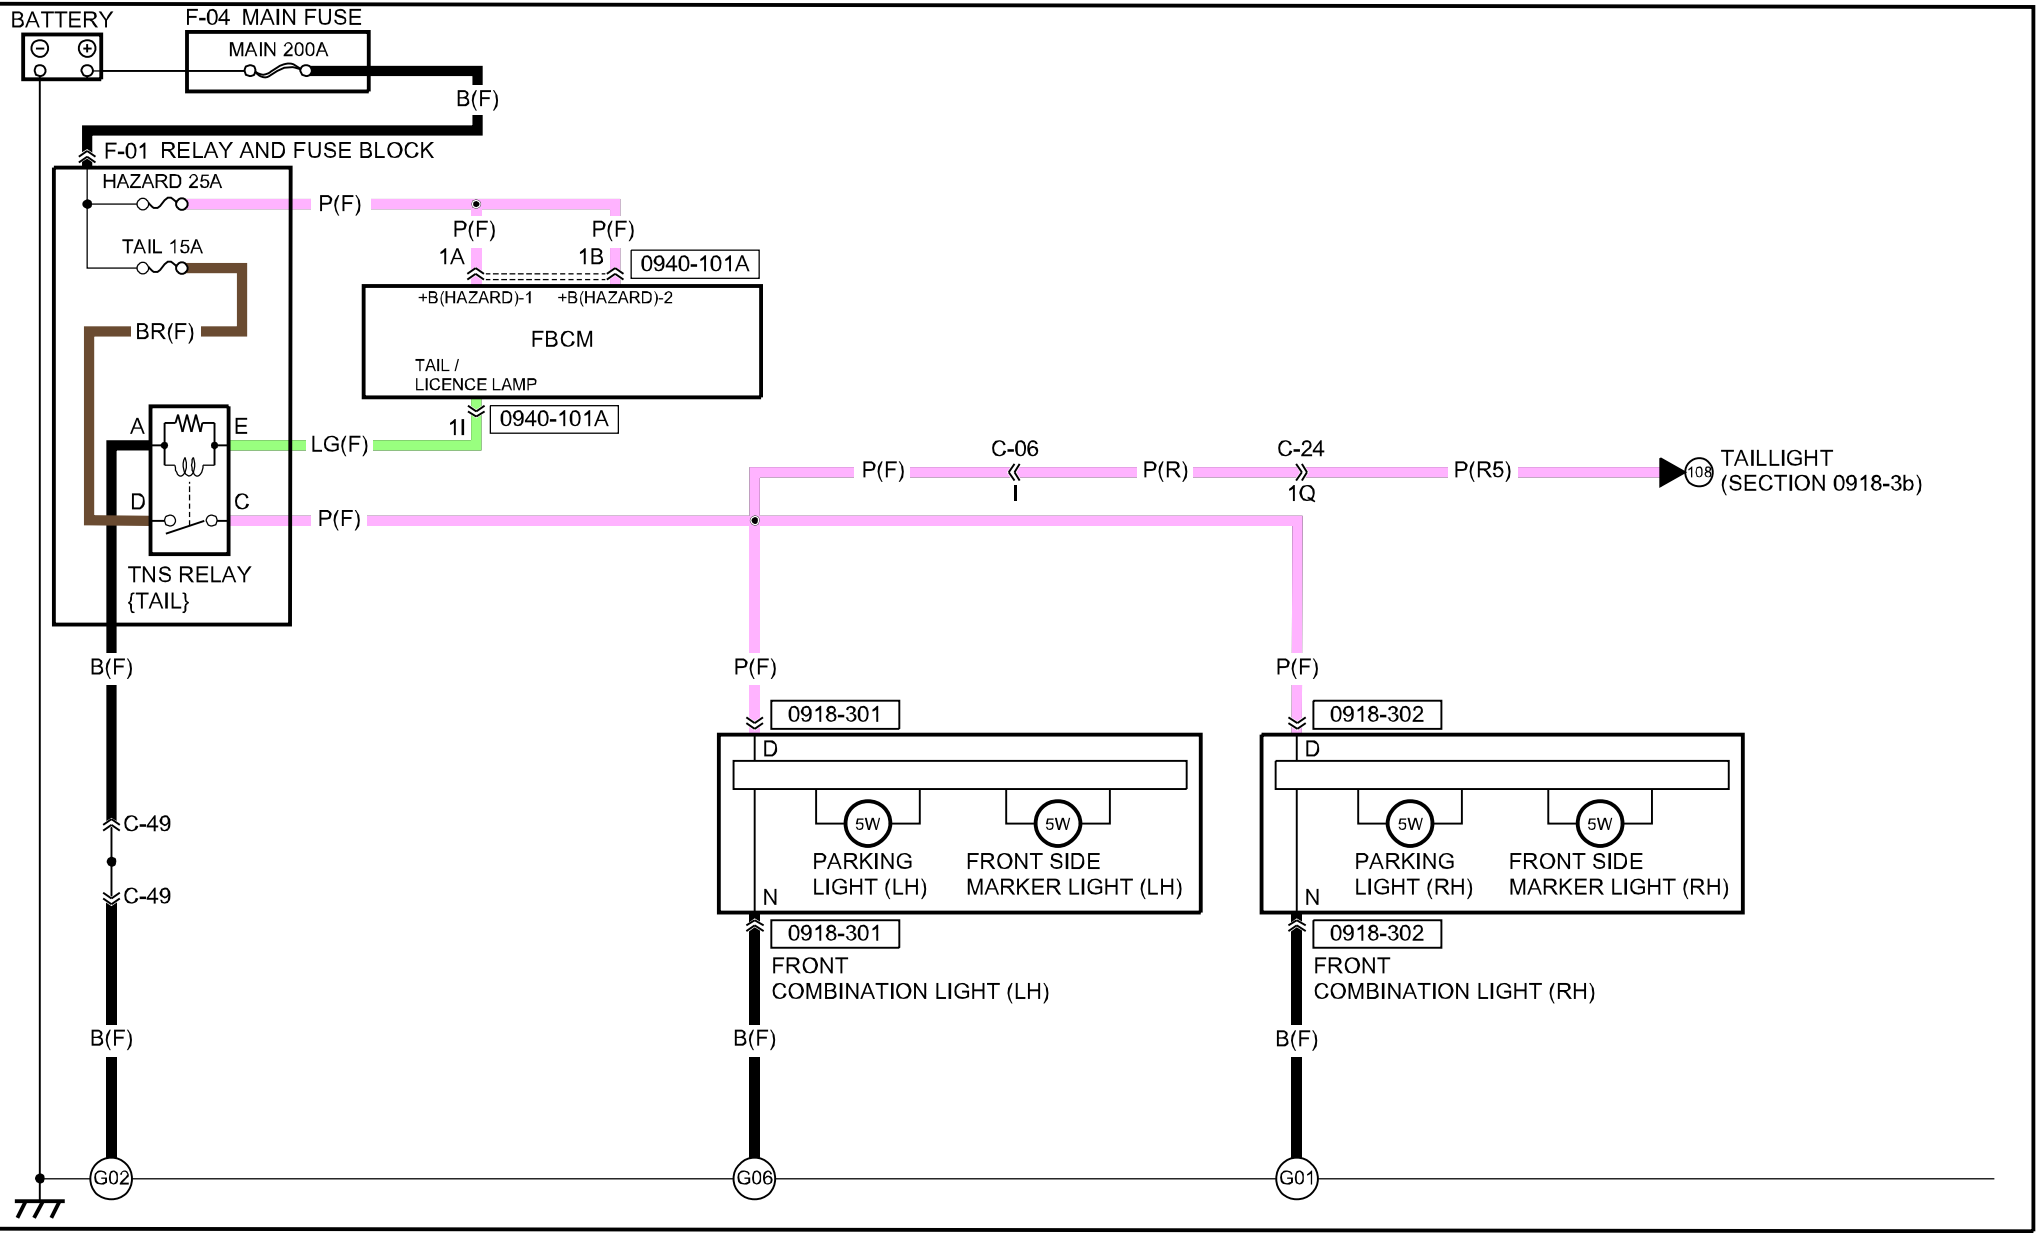 BATTERY
F-04 MAIN FUSE
MAIN 200A
B(F)
F-01 RELAY AND FUSE BLOCK
HAZARD 25A
P(F)
P(F)
P(F)
TAIL 15A
1A
1B
0940-101A
+B(HAZARD)-1
+B(HAZARD)-2
BR(F)
FBCM
TAIL /
LICENCE LAMP
A
E
1I
0940-101A
LG(F)
D
C
P(F)
TNS RELAY
{TAIL}
C-06
C-24
P(F)
P(R)
P(R5)
I
1Q
108
TAILLIGHT
(SECTION 0918-3b)
B(F)
P(F)
P(F)
0918-301
0918-302
D
D
5W
5W
5W
5W
C-49
PARKING
LIGHT (LH)
FRONT SIDE
MARKER LIGHT (LH)
PARKING
LIGHT (RH)
FRONT SIDE
MARKER LIGHT (RH)
C-49
N
N
0918-301
0918-302
FRONT
COMBINATION LIGHT (LH)
FRONT
COMBINATION LIGHT (RH)
B(F)
B(F)
B(F)
G02
G06
G01